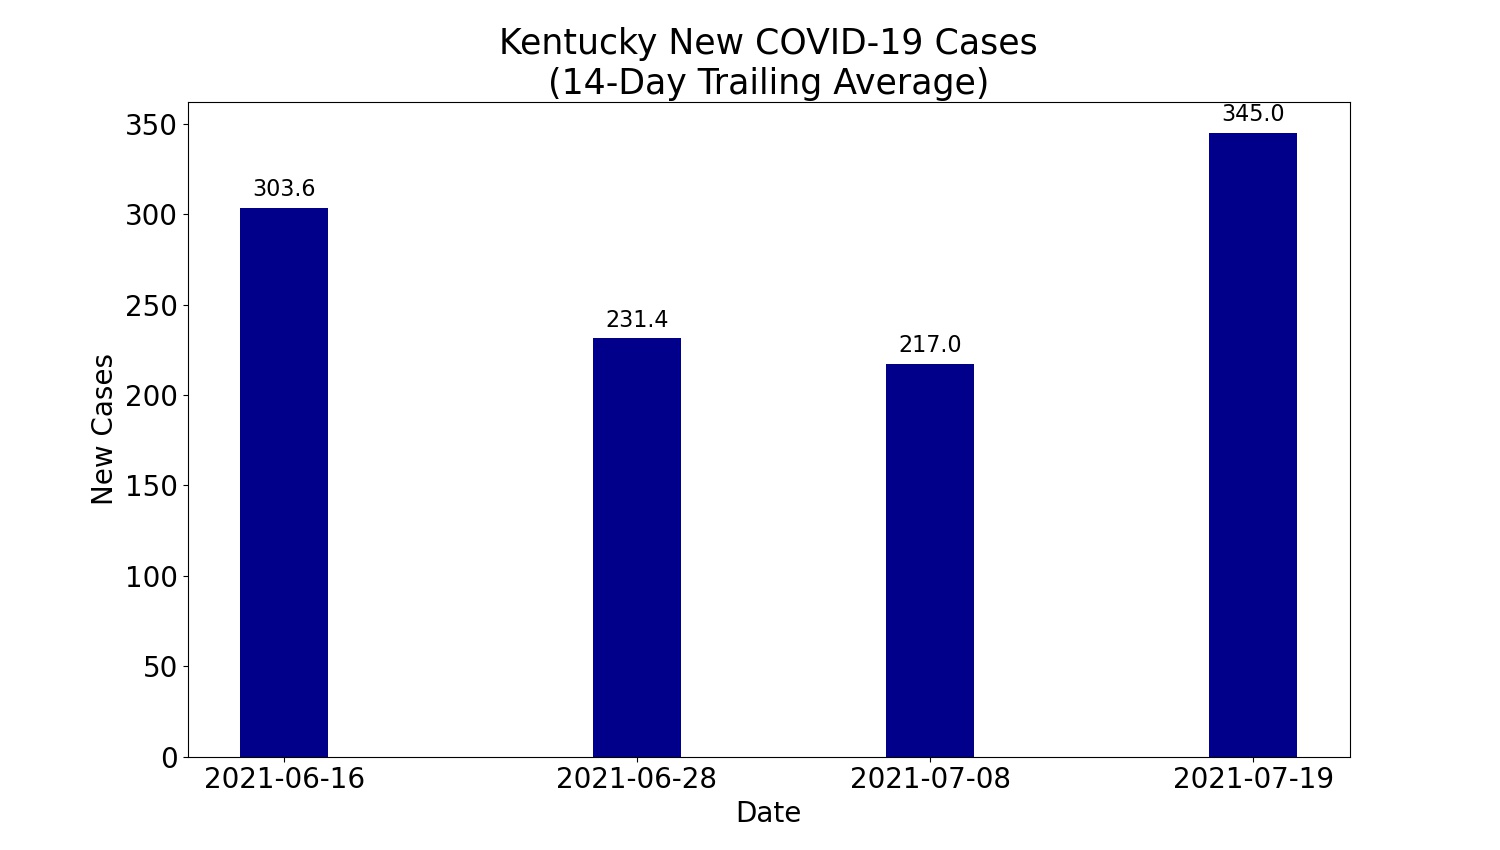 Kentucky New COVID-19 Cases
(14-Day Trailing Average)
345.0
350
303.6
300
250
231.4
217.0
200
New Cases
150
100
50
0
2021-06-16 2021-06-28 2021-07-08 2021-07-19
Date